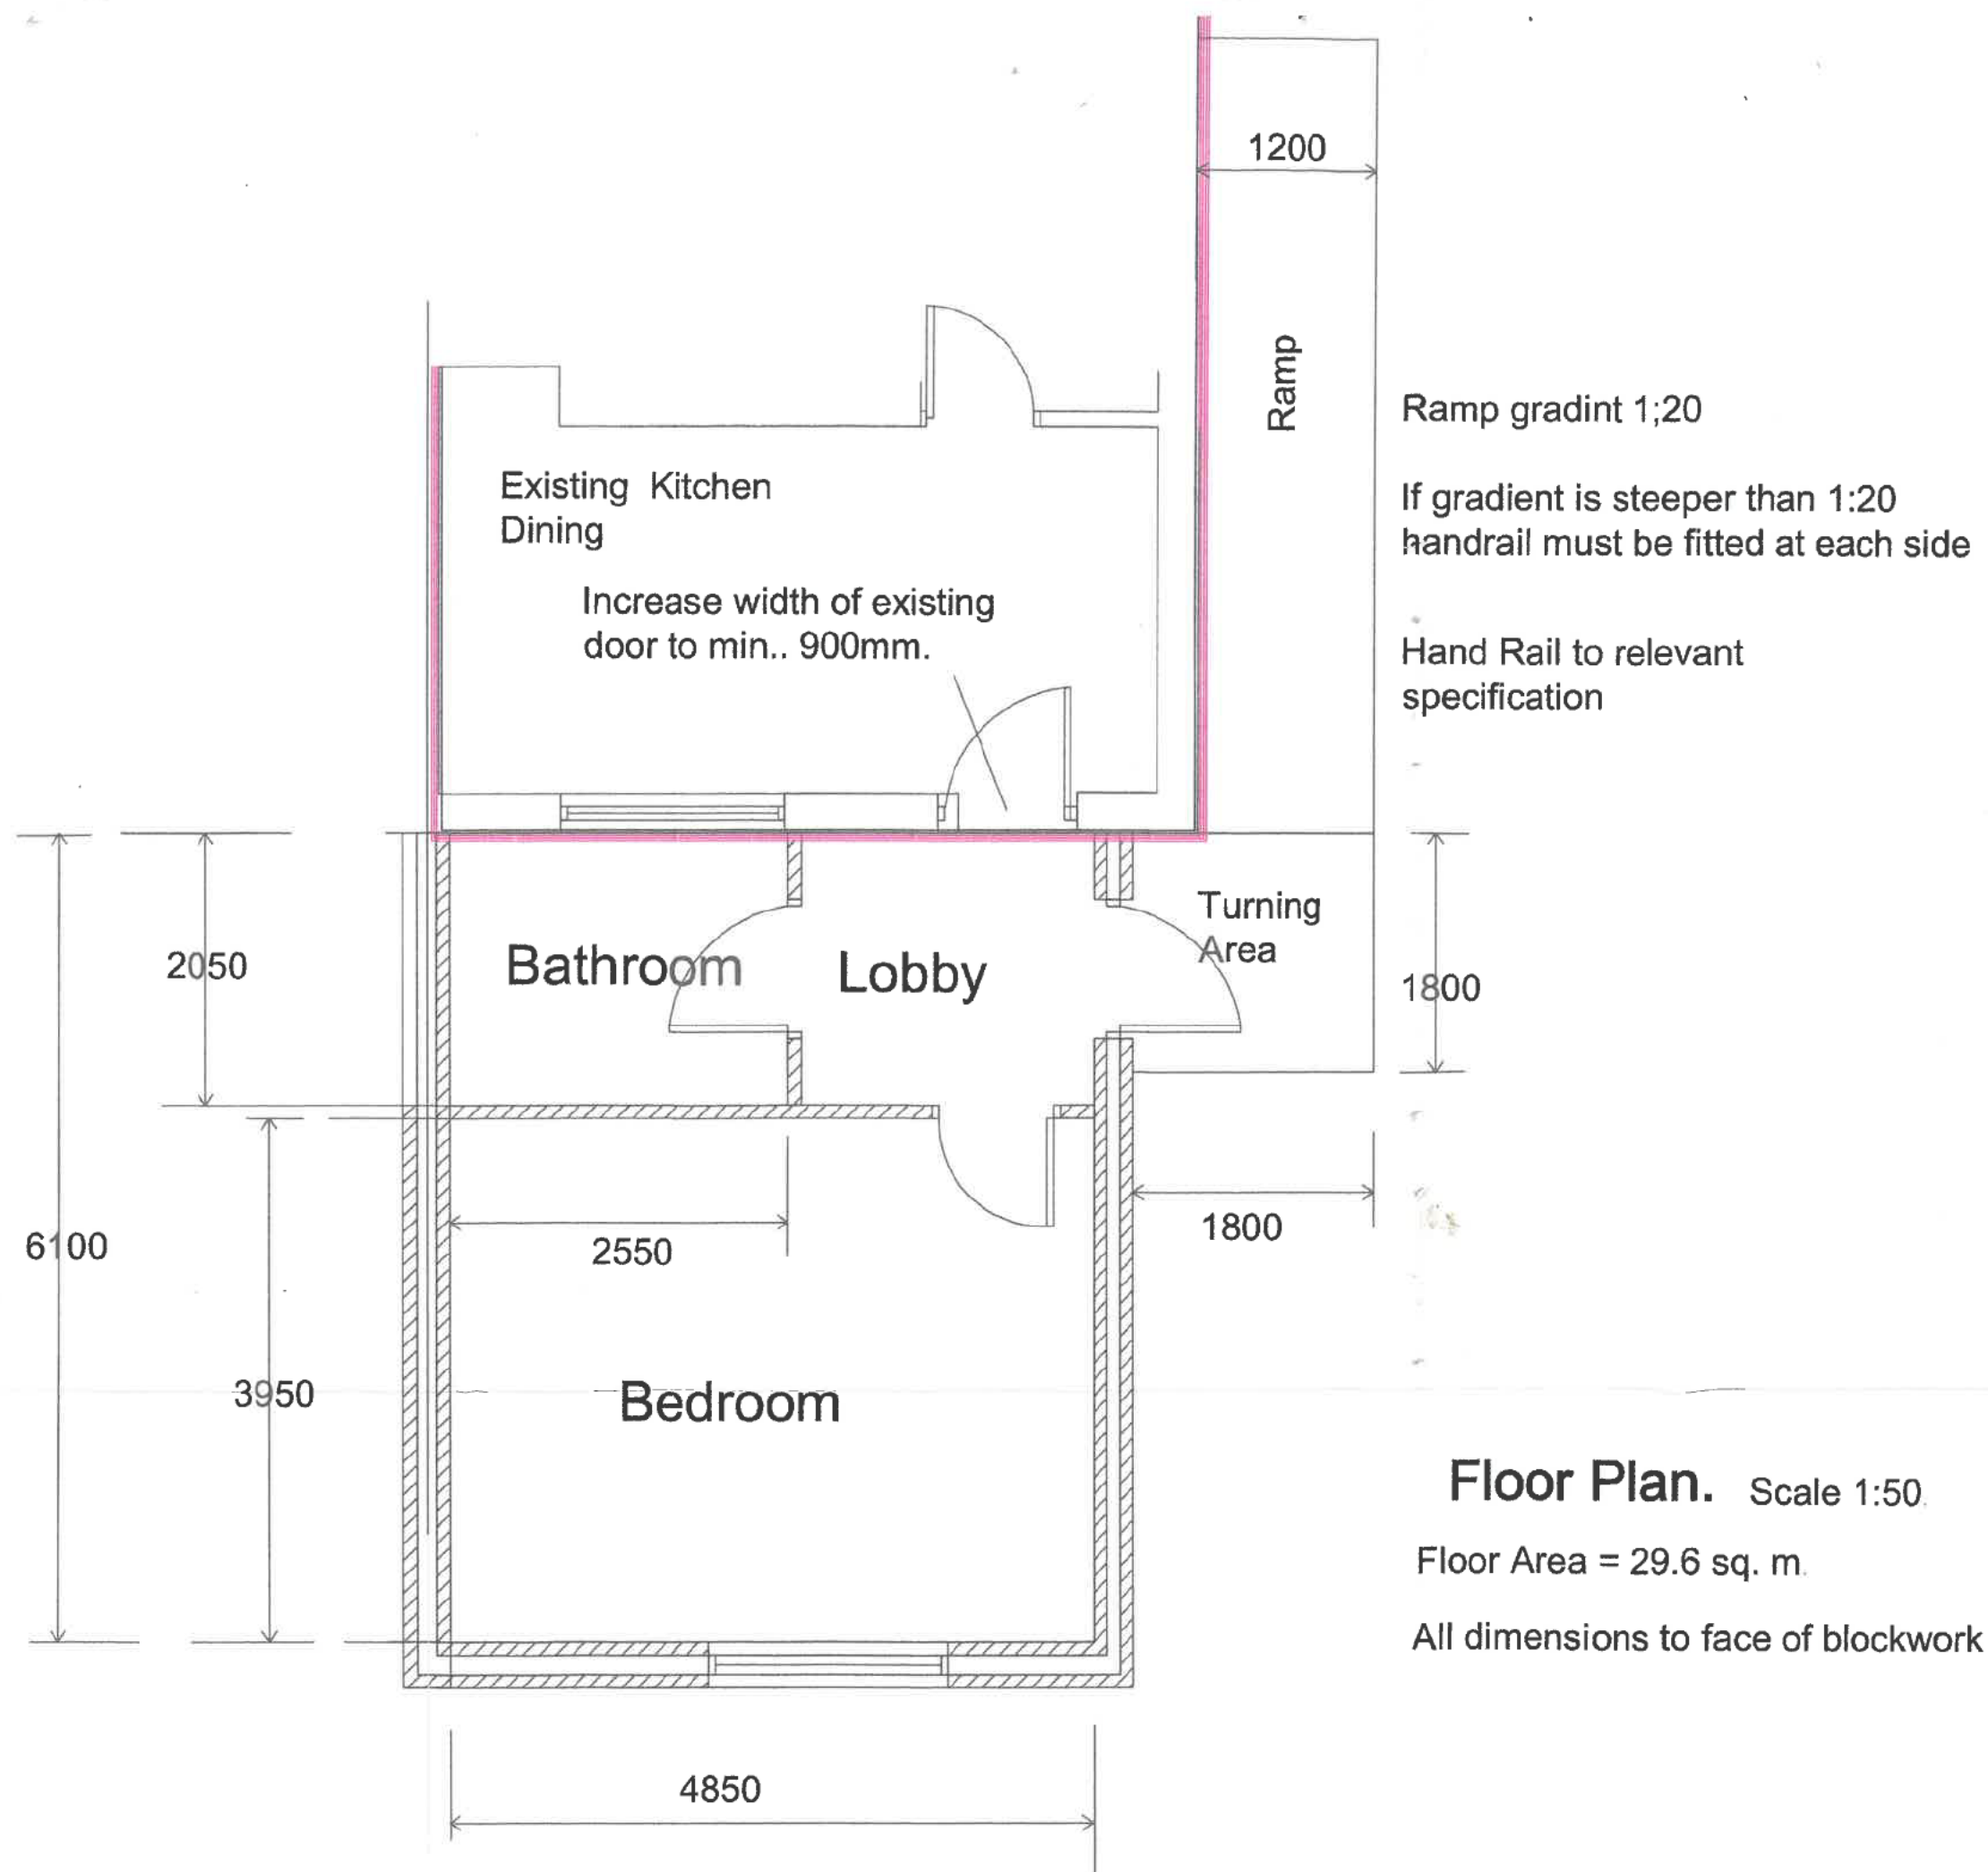 1200
Ramp
Ramp gradint 1;20
If gradient is steeper than 1:20
handrail must be fitted at each side
Hand Rail to relevant
specification
Existing Kitchen
Dining
Increase width of existing
door to min.. 900mm.
Turning
Area
Bathroom
Lobby
2050
1800
6100
2550
1800
3950
Bedroom
Floor Plan. Scale 1:50
Floor Area = 29.6 sq. m.
All dimensions to face of blockwork
4850